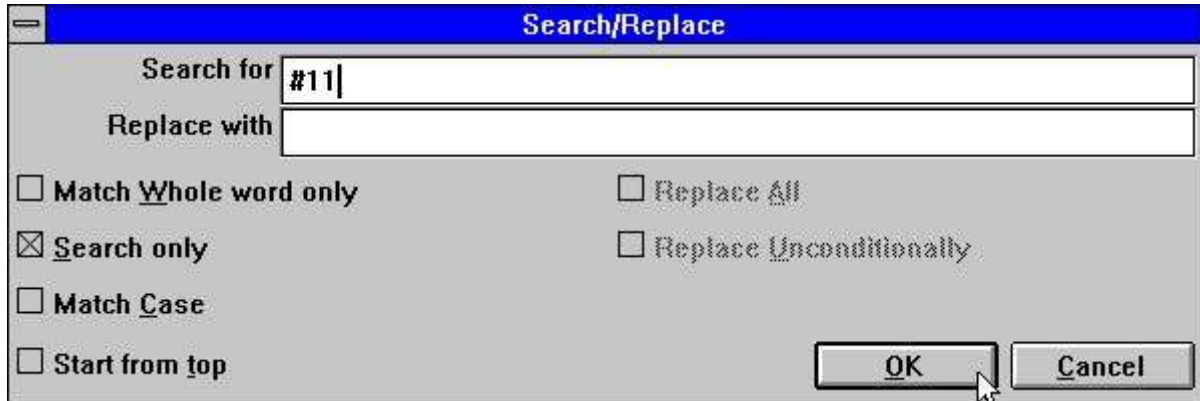 Search/Replace
Search for #11
Replace with
Match Whole word only Replace All
Search only Replace Unconditionally
Match Case
Start from top OK Cancel